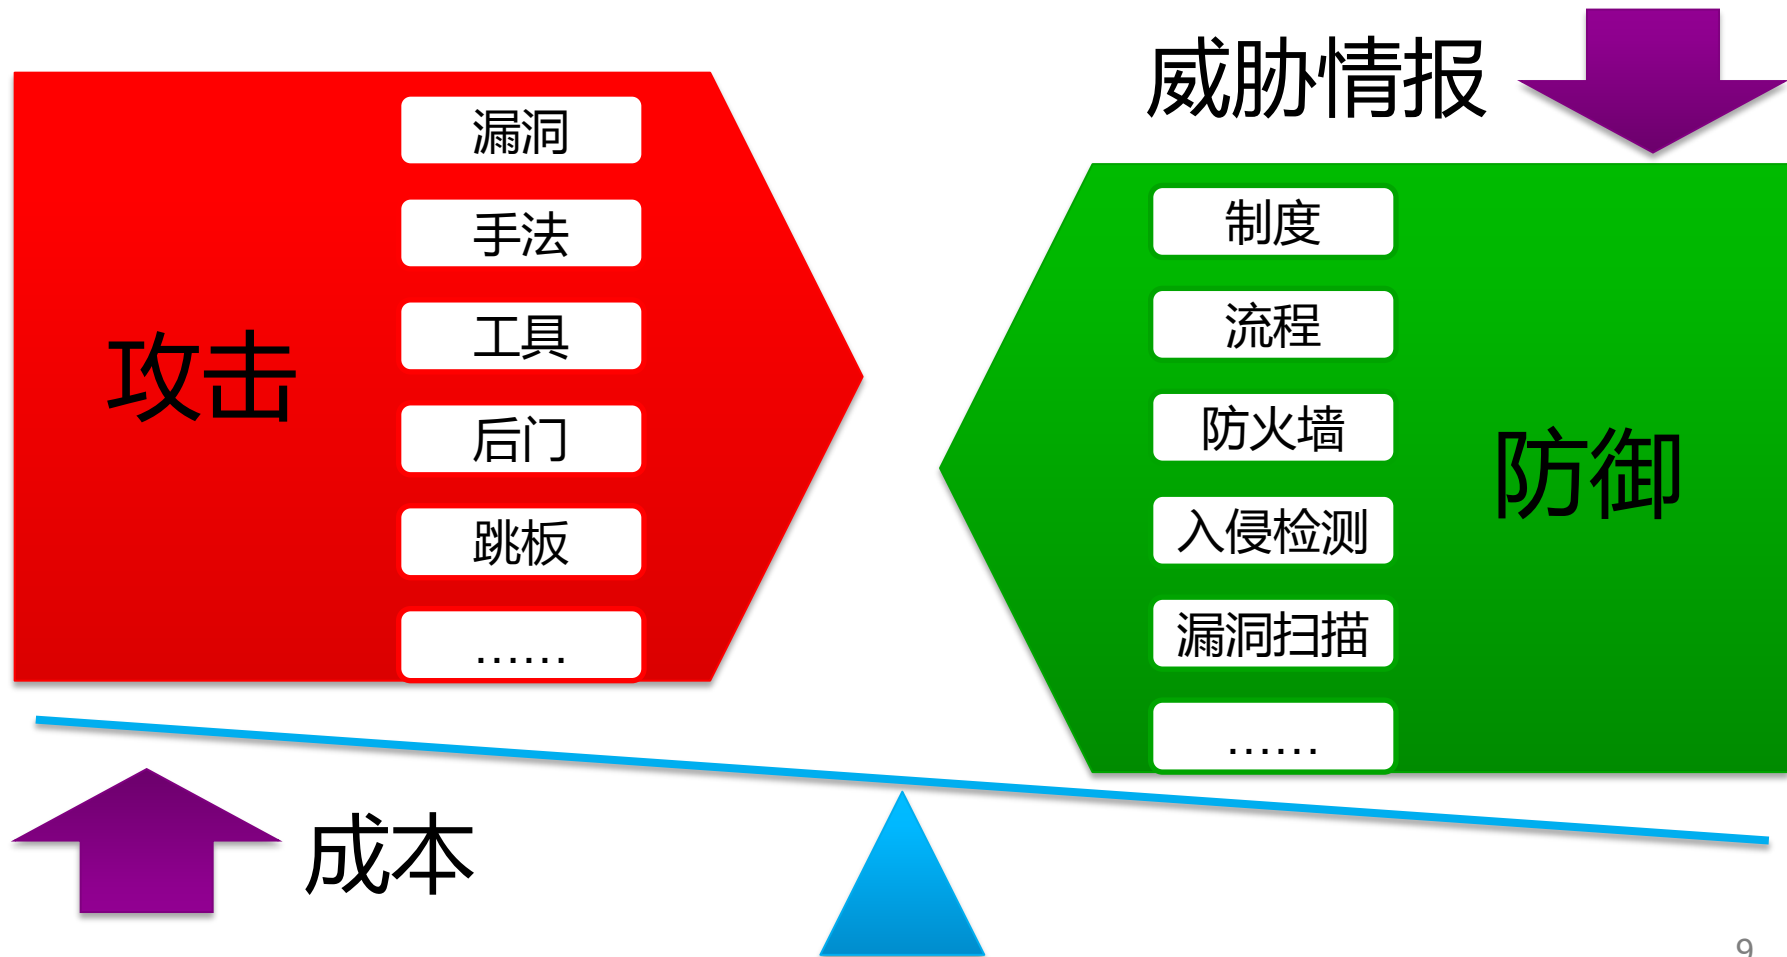 攻击
漏洞
手法
工具
后门
跳板
……
威胁情报
制度
流程
防火墙
入侵检测
漏洞扫描
……
防御
成本
9